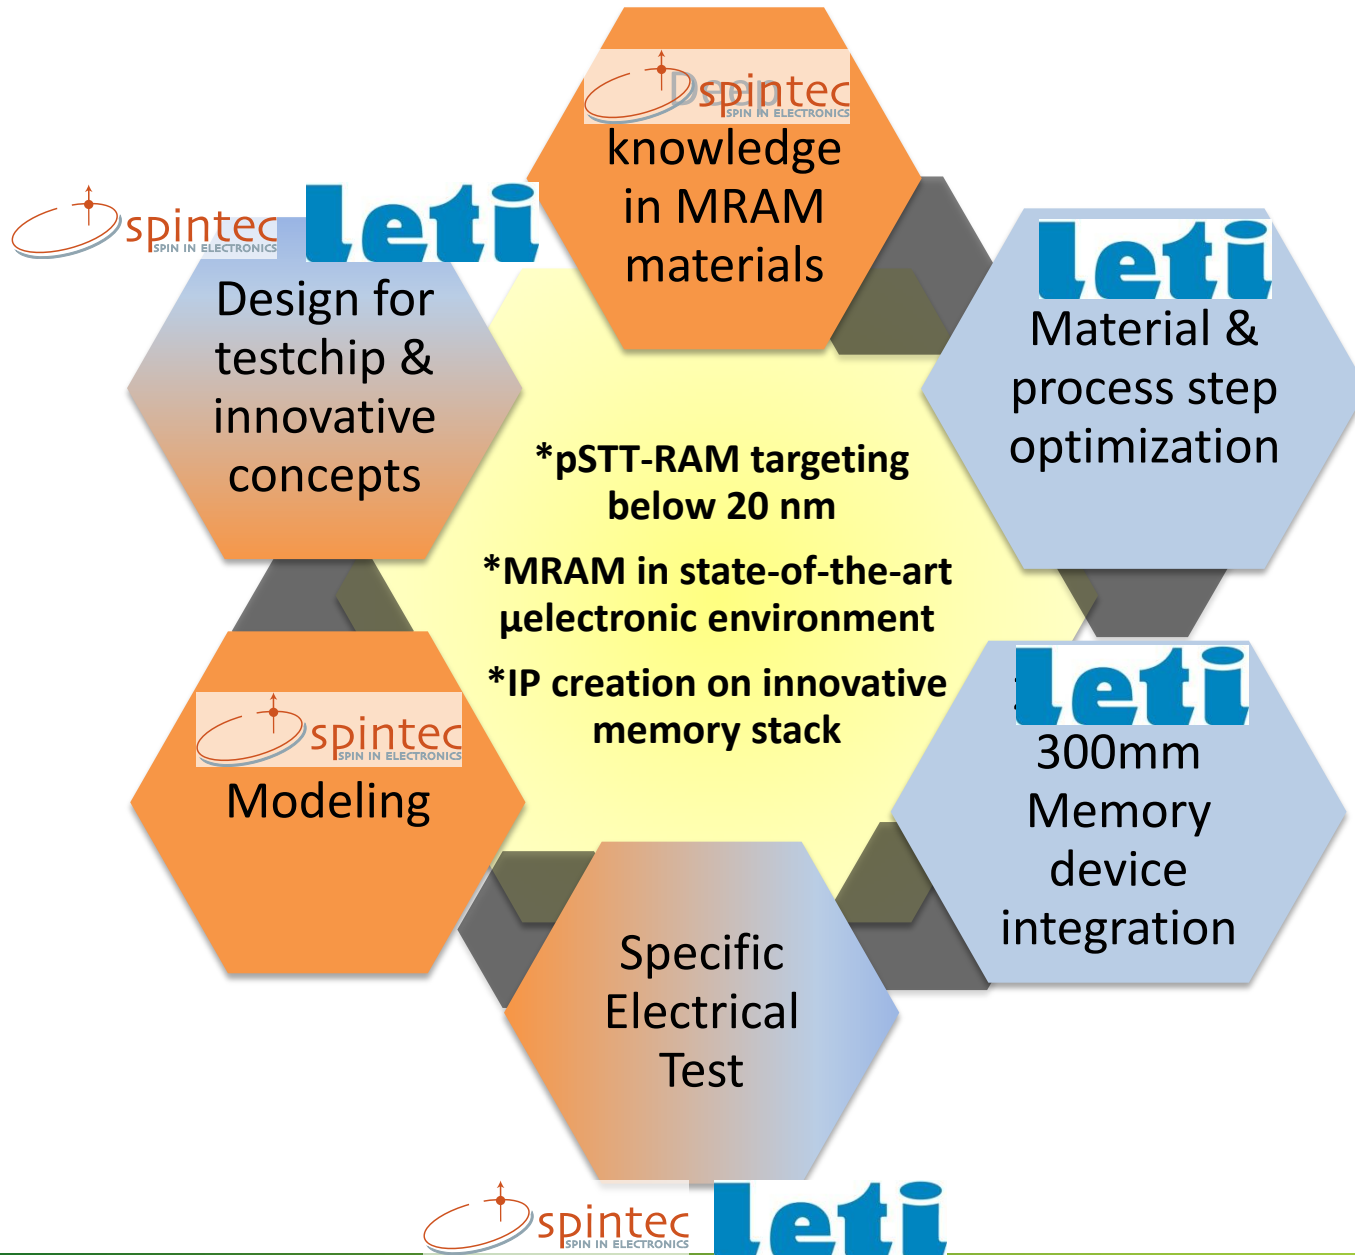 Deep
spintec
SPIN IN ELECTRONICS
knowledge
in MRAM
materials
spintec
SPIN IN ELECTRONICS
leti
Design for
testchip &
innovative
concepts
leti
Material &
process step
optimization
*pSTT-RAM targeting
below 20 nm
*MRAM in state-of-the-art
µelectronic environment
*IP creation on innovative
memory stack
spintec
SPIN IN ELECTRONICS
Modeling
leti
300mm
Memory
device
integration
Specific
Electrical
Test
spintec
SPIN IN ELECTRONICS
leti